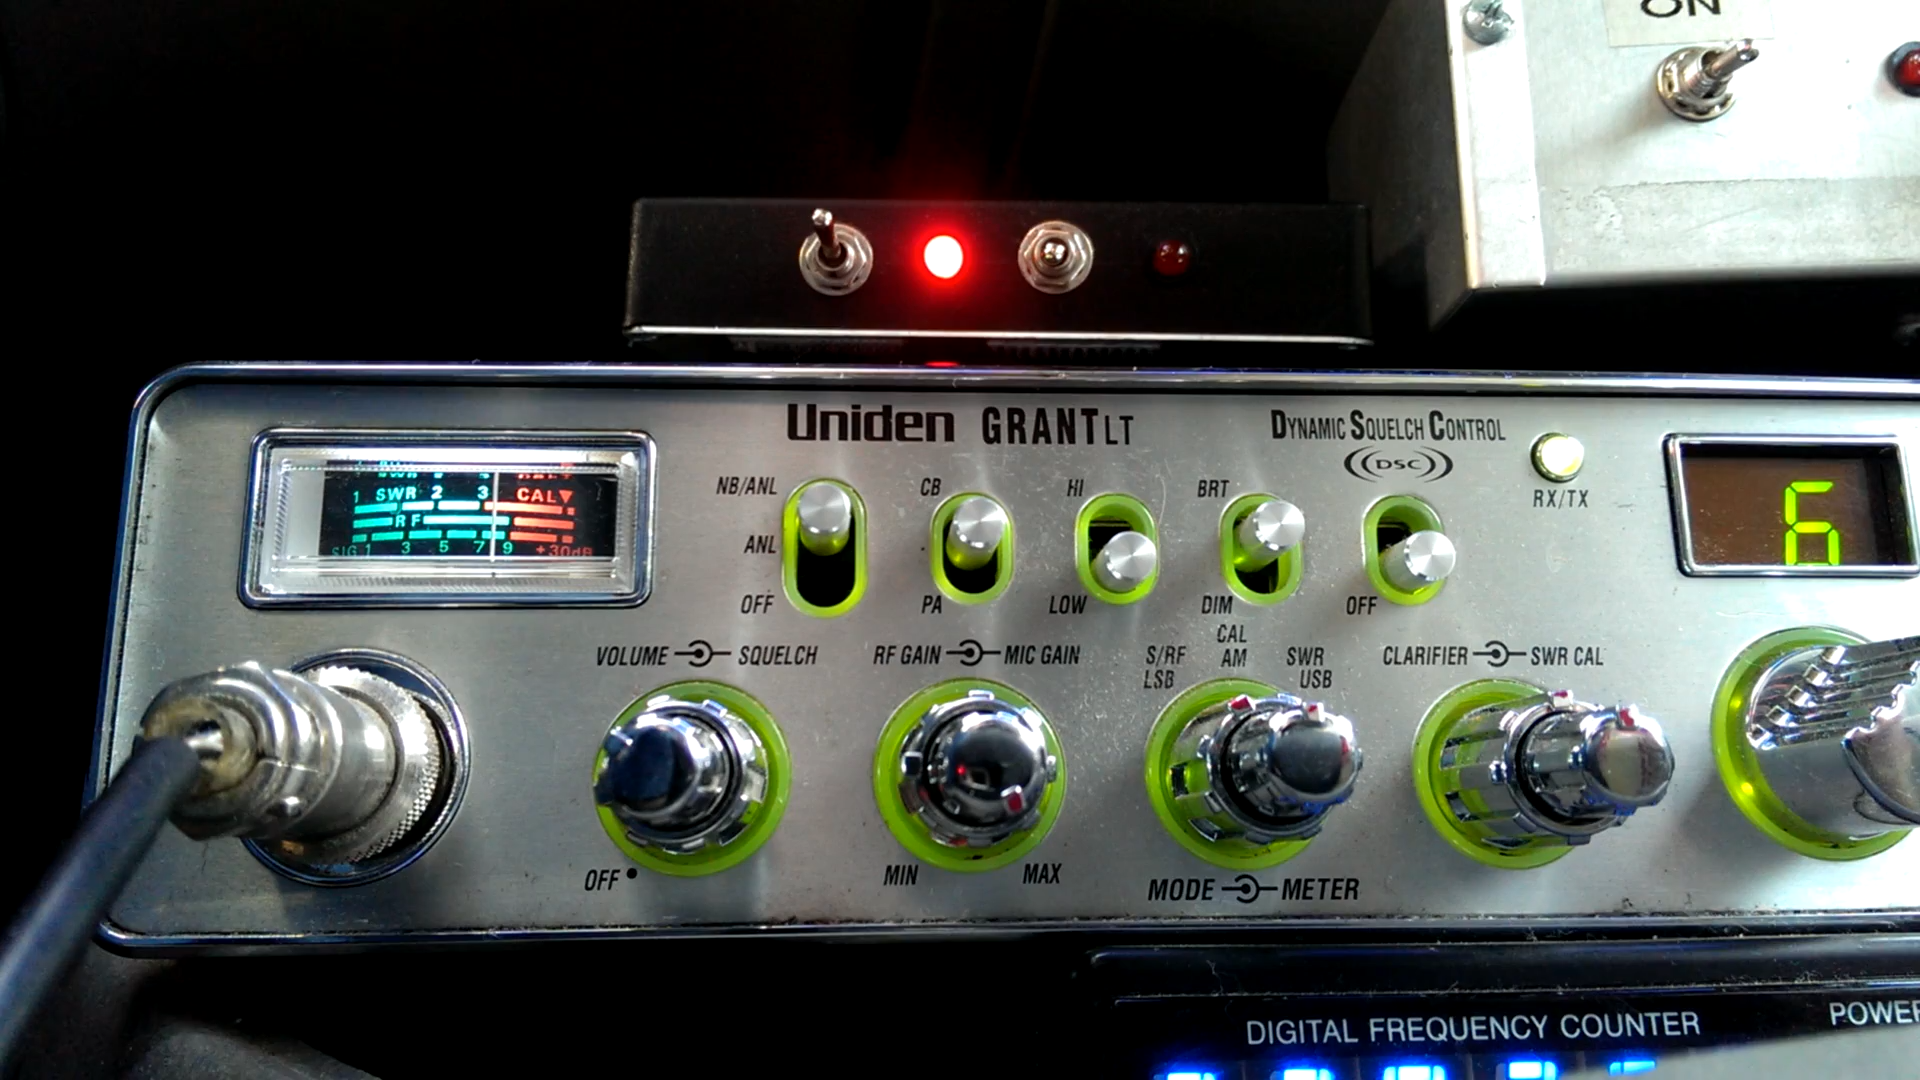 ON
Uniden GRANT LT
DYNAMIC SQUELCH CONTROL
DSC
RX/TX
6
1 SWR 2 3 CAL
RF
SIG 1 3 5 7 9 +30dB
NB/ANL
ANL
OFF
CB
PA
HI
LOW
BRT
DIM
OFF
VOLUME SQUELCH
OFF
RF GAIN MIC GAIN
MIN MAX
S/RF CAL SWR
LSB AM USB
MODE METER
CLARIFIER SWR CAL
DIGITAL FREQUENCY COUNTER
POWER